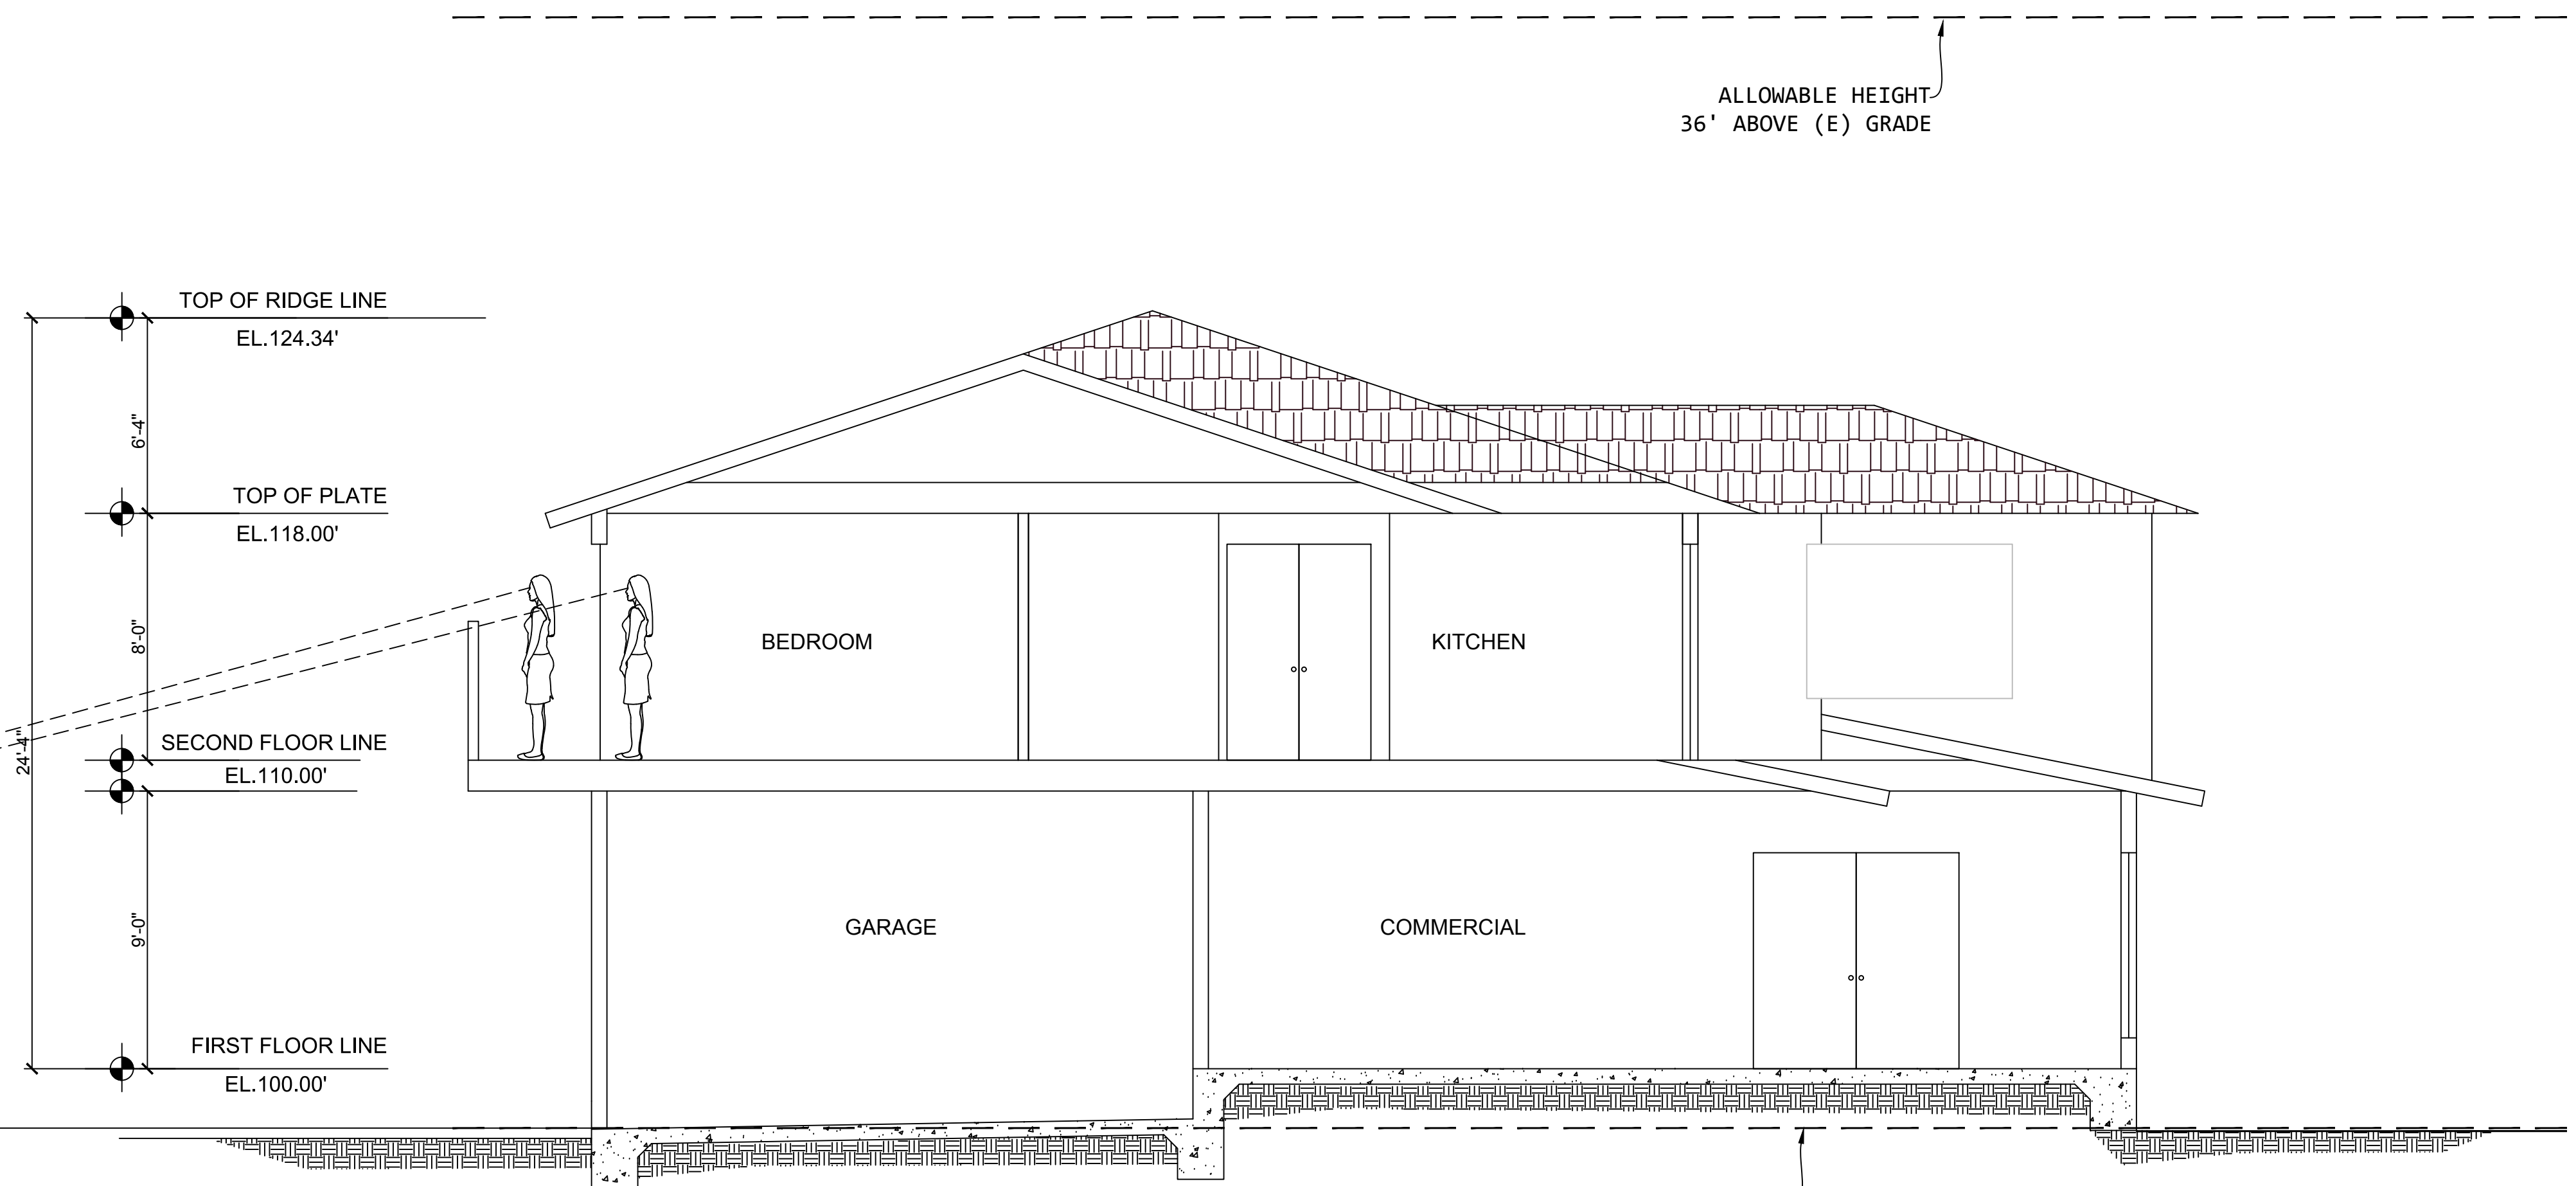 ALLOWABLE HEIGHT
36' ABOVE (E) GRADE
TOP OF RIDGE LINE
EL.124.34'
6'-4"
TOP OF PLATE
EL.118.00'
8'-0"
BEDROOM
KITCHEN
24'-4"
SECOND FLOOR LINE
EL.110.00'
9'-0"
GARAGE
COMMERCIAL
FIRST FLOOR LINE
EL.100.00'